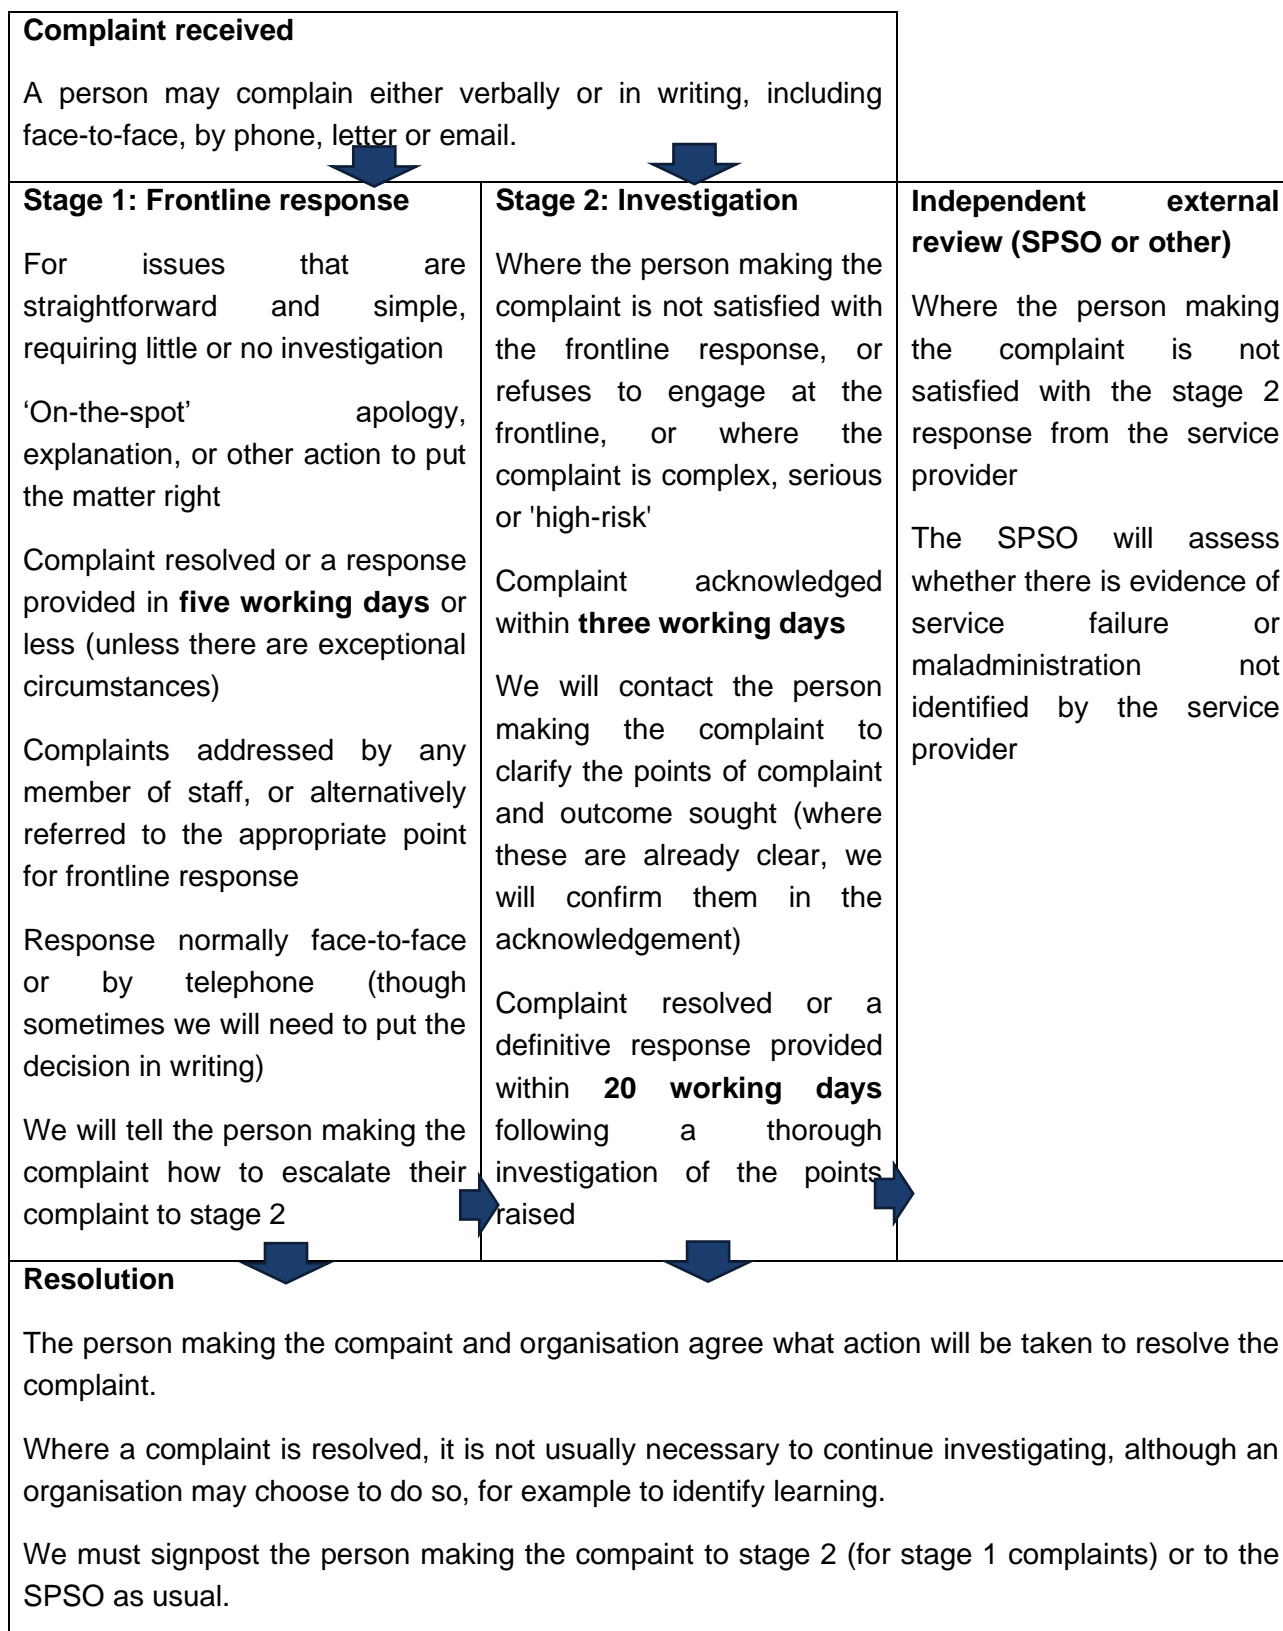 Complaint received
A person may complain either verbally or in writing, including
face-to-face, by phone, letter or email.
Stage 1: Frontline response
For issues that are
straightforward and simple,
requiring little or no investigation
‘On-the-spot’ apology,
explanation, or other action to put
the matter right
Complaint resolved or a response
provided in five working days or
less (unless there are exceptional
circumstances)
Complaints addressed by any
member of staff, or alternatively
referred to the appropriate point
for frontline response
Response normally face-to-face
or by telephone (though
sometimes we will need to put the
decision in writing)
We will tell the person making the
complaint how to escalate their
complaint to stage 2
Stage 2: Investigation
Where the person making the
complaint is not satisfied with
the frontline response, or
refuses to engage at the
frontline, or where the
complaint is complex, serious
or 'high-risk'
Complaint acknowledged
within three working days
We will contact the person
making the complaint to
clarify the points of complaint
and outcome sought (where
these are already clear, we
will confirm them in the
acknowledgement)
Complaint resolved or a
definitive response provided
within 20 working days
following a thorough
investigation of the points
raised
Independent external
review (SPSO or other)
Where the person making
the complaint is not
satisfied with the stage 2
response from the service
provider
The SPSO will assess
whether there is evidence of
service failure or
maladministration not
identified by the service
provider
Resolution
The person making the compaint and organisation agree what action will be taken to resolve the
complaint.
Where a complaint is resolved, it is not usually necessary to continue investigating, although an
organisation may choose to do so, for example to identify learning.
We must signpost the person making the compaint to stage 2 (for stage 1 complaints) or to the
SPSO as usual.